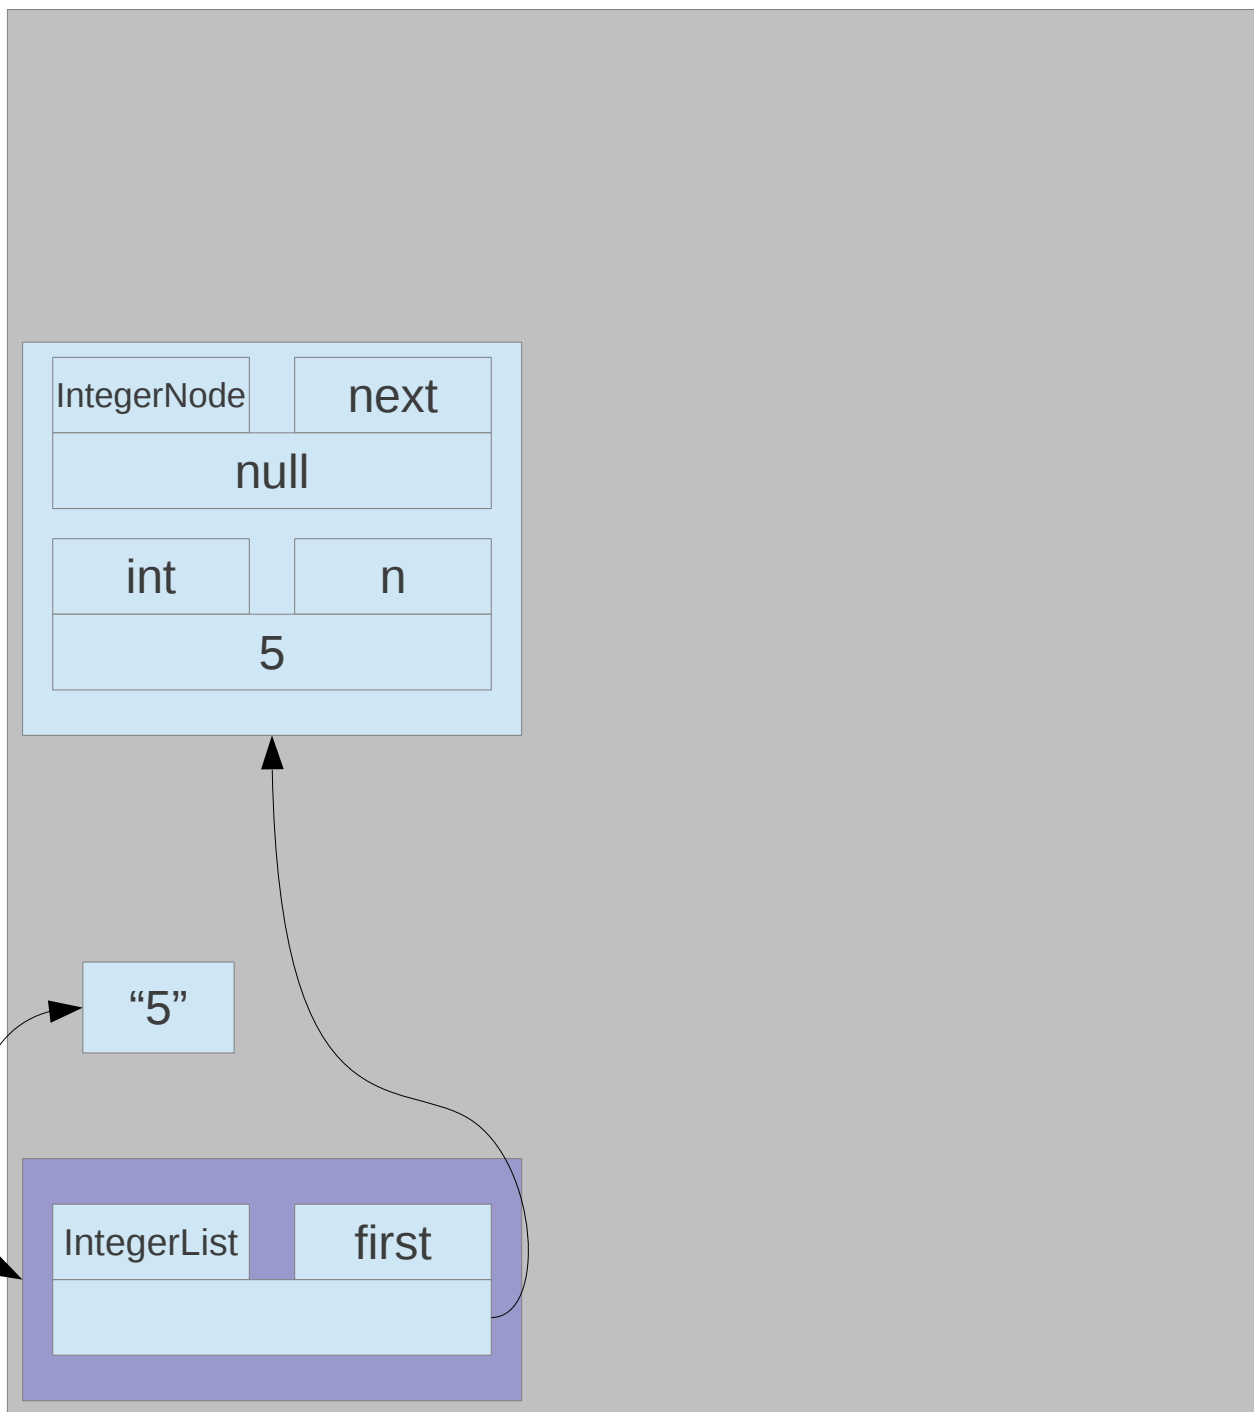 IntegerNode next
null
int n
5
“5”
IntegerList first